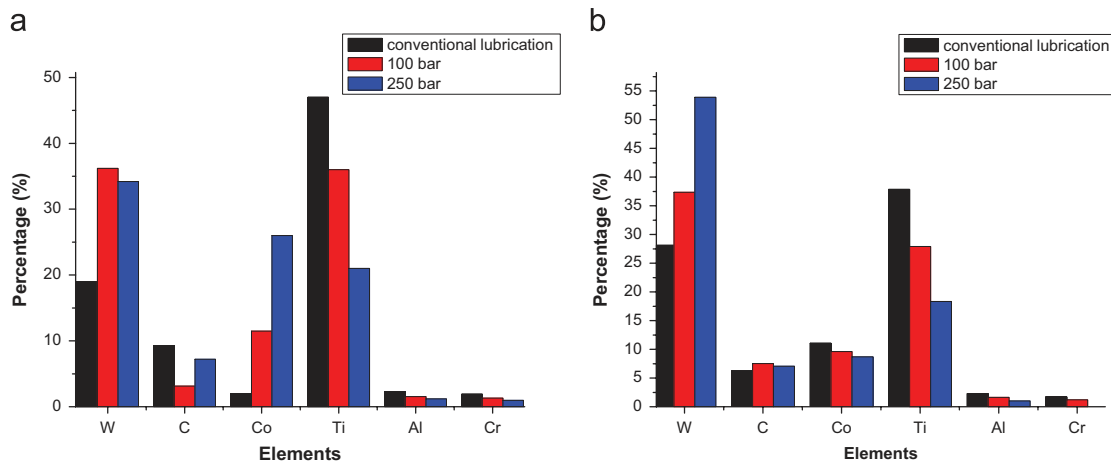 a
conventional lubrication
100 bar
250 bar
50
40
30
20
10
0
Percentage (%)
W C Co Ti Al Cr
Elements
b
conventional lubrication
100 bar
250 bar
55
50
45
40
35
30
25
20
15
10
5
0
Percentage (%)
W C Co Ti Al Cr
Elements